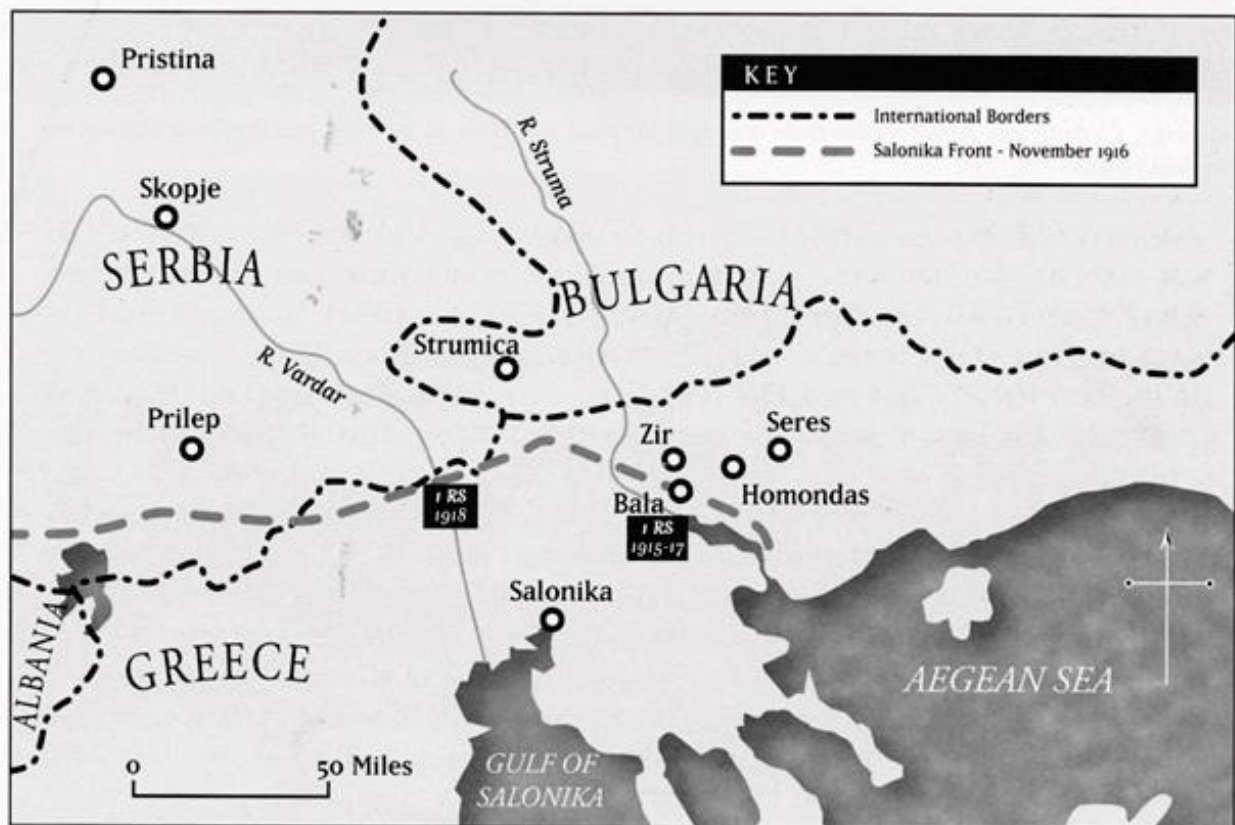 Pristina
KEY
International Borders
Salonika Front - November 1916
R. Struma
Skopje
SERBIA
BULGARIA
R. Vardar
Strumica
Prilep
Zir
Seres
Homondas
Bala
1 RS
1918
1 RS
1915-17
Salonika
ALBANIA
GREECE
AEGEAN SEA
0 50 Miles
GULF OF
SALONIKA